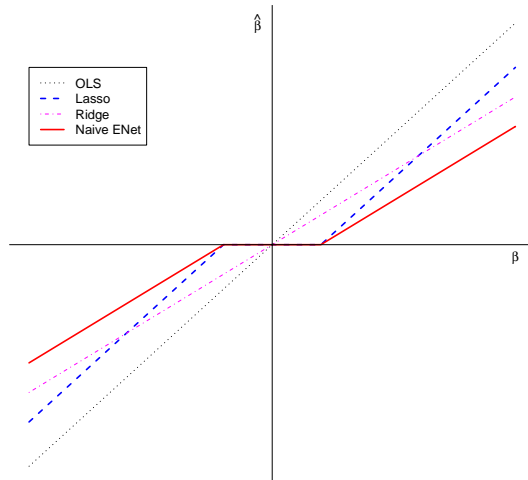 β̂
OLS
Lasso
Ridge
Naive ENet
β